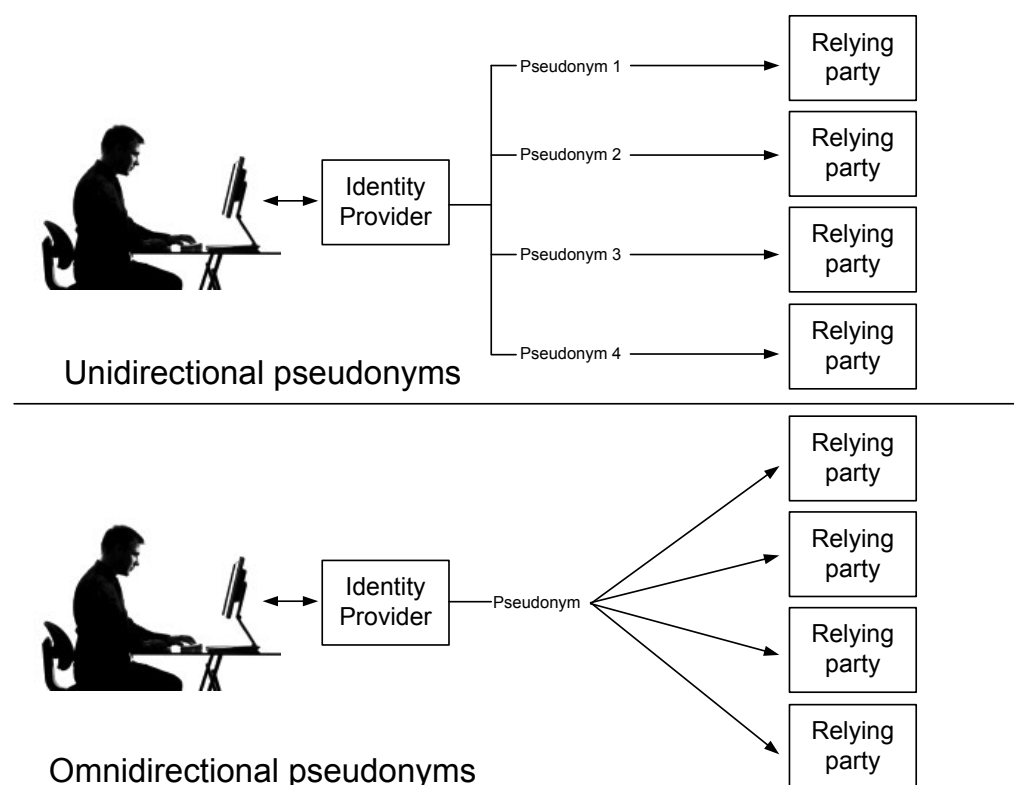 Relying
party
Pseudonym 1
Relying
party
Pseudonym 2
Identity
Provider
Relying
party
Pseudonym 3
Relying
party
Pseudonym 4
Unidirectional pseudonyms
Relying
party
Relying
party
Identity
Provider
Pseudonym
Relying
party
Relying
party
Omnidirectional pseudonyms